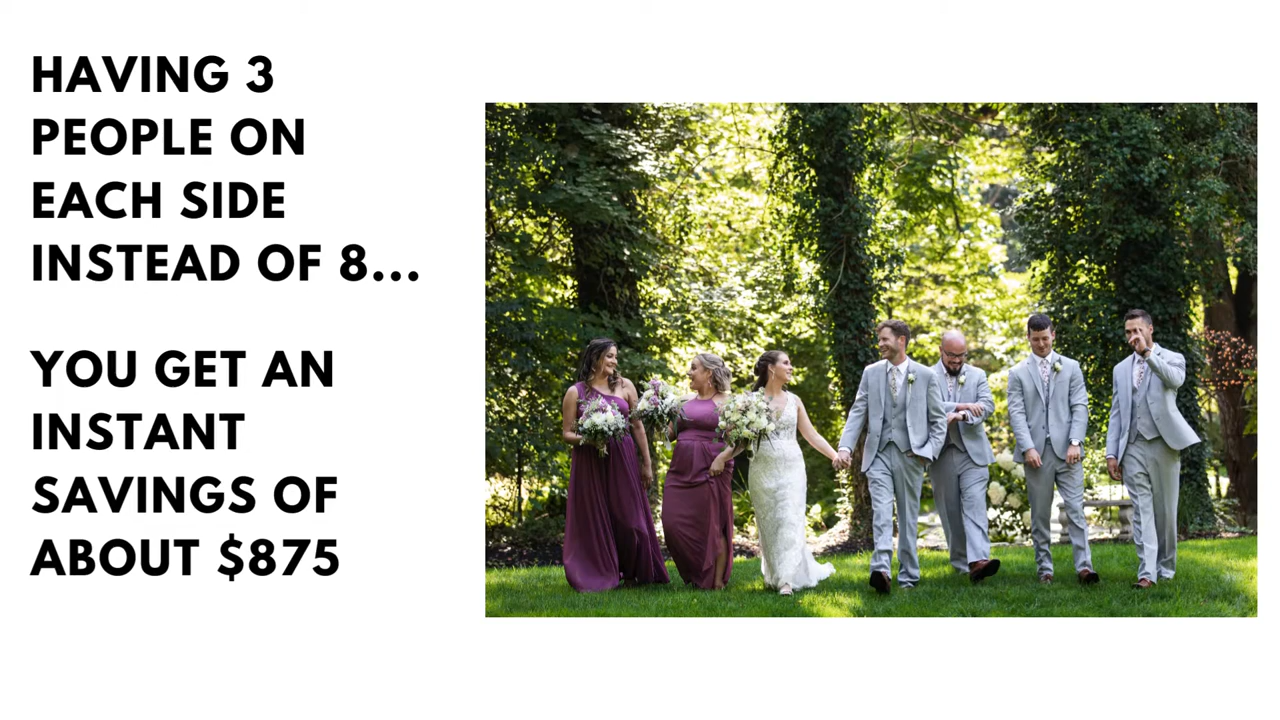 HAVING 3
PEOPLE ON
EACH SIDE
INSTEAD OF 8...
YOU GET AN
INSTANT
SAVINGS OF
ABOUT $875